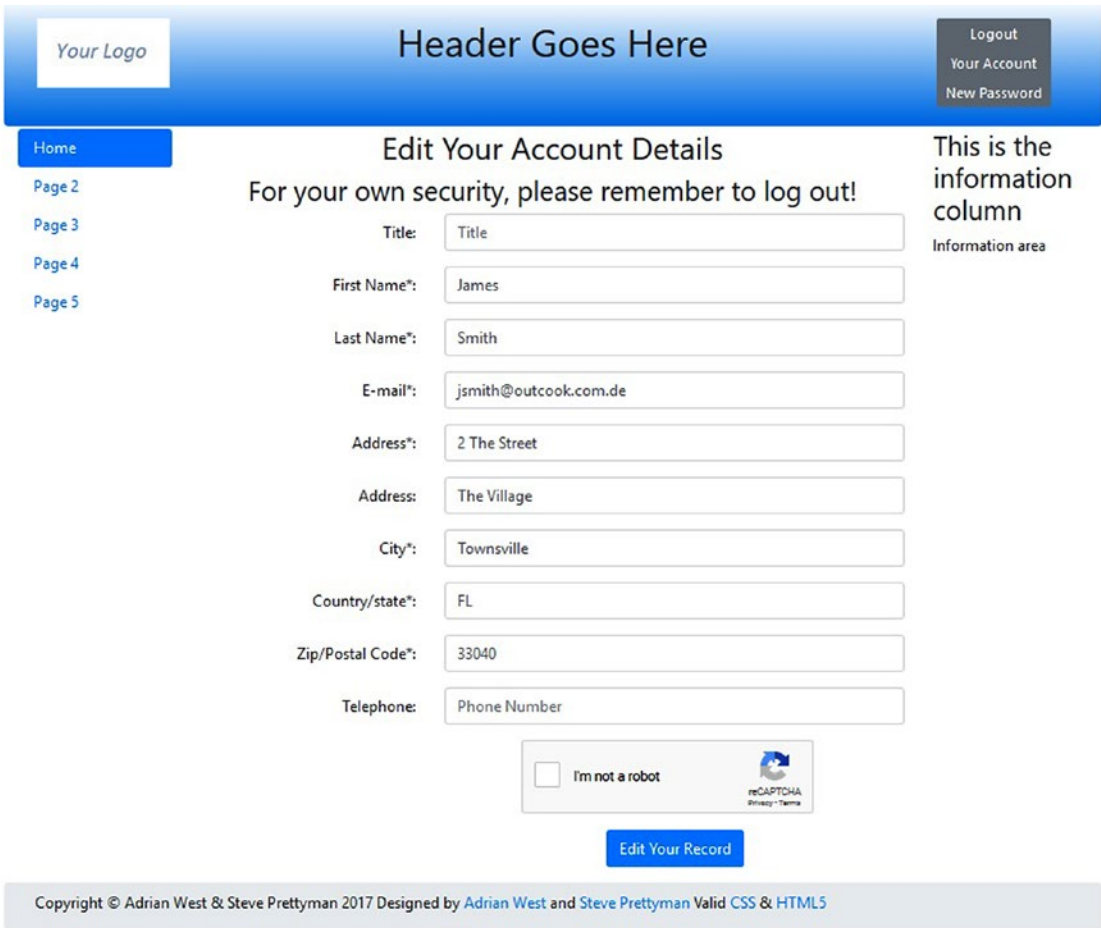 Your Logo
Header Goes Here
Logout
Your Account
New Password
Home
Page 2
Page 3
Page 4
Page 5
Edit Your Account Details
For your own security, please remember to log out!
Title: Title
First Name*: James
Last Name*: Smith
E-mail*: jsmith@outcook.com.de
Address*: 2 The Street
Address: The Village
City*: Townsville
Country/state*: FL
Zip/Postal Code*: 33040
Telephone: Phone Number
I'm not a robot
reCAPTCHA
Privacy - Terms
Edit Your Record
This is the
information
column
Information area
Copyright © Adrian West & Steve Prettyman 2017 Designed by Adrian West and Steve Prettyman Valid CSS & HTML5